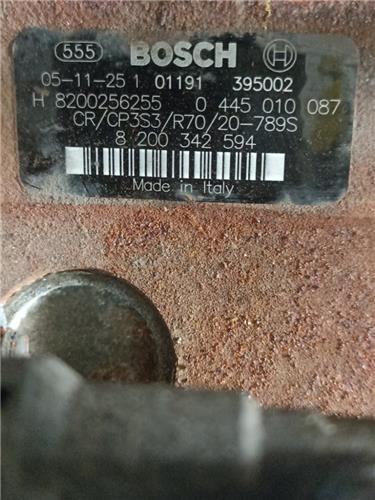 555 BOSCH
05-11-25 1 01191 395002
H 8200256255 0 445 010 087
CR/CP3S3/R70/20-789S
8 200 342 594
Made in Italy